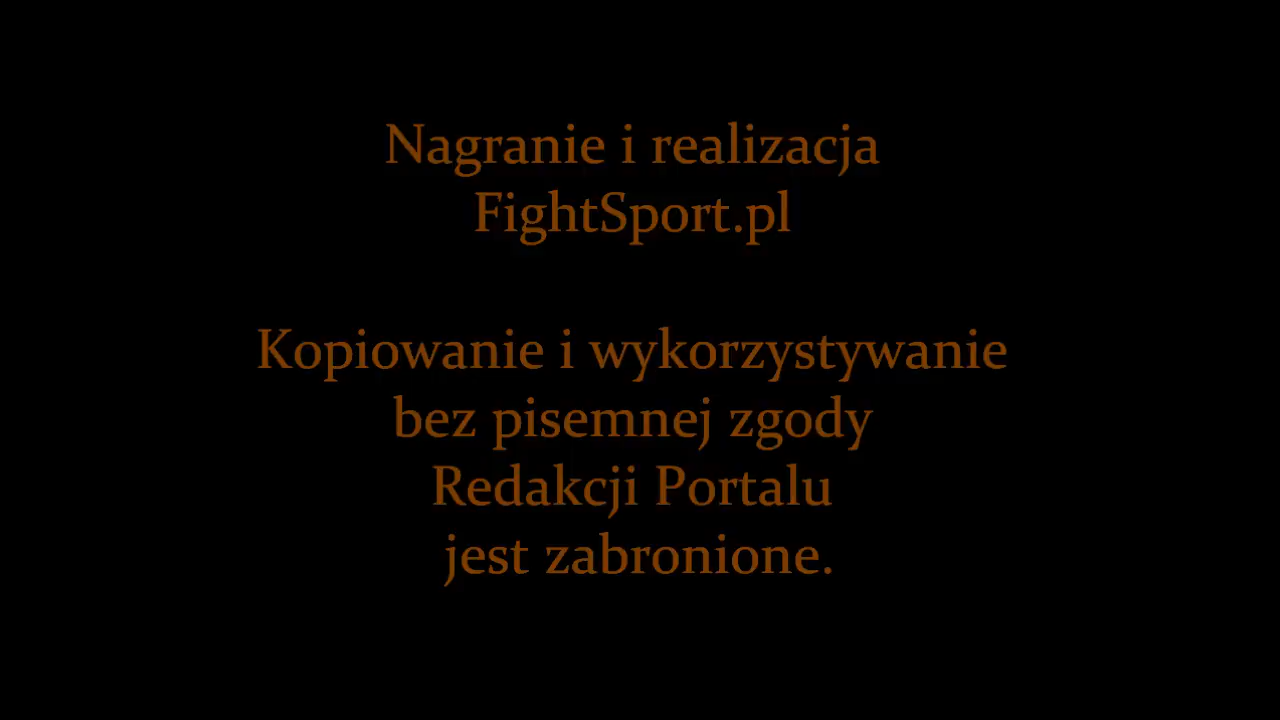 Nagranie i realizacja
FightSport.pl
Kopiowanie i wykorzystywanie
bez pisemnej zgody
Redakcji Portalu
jest zabronione.